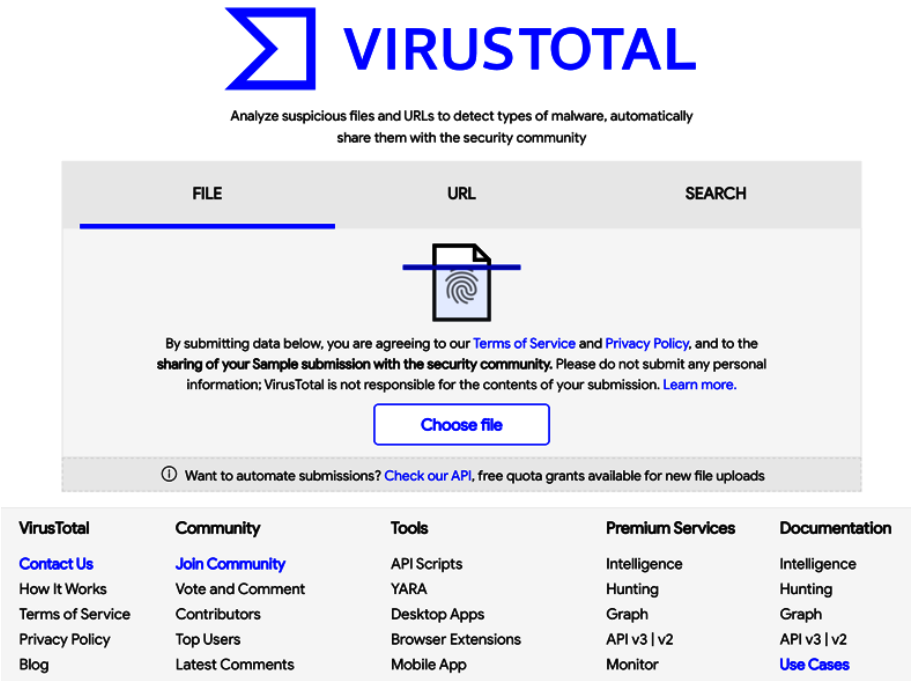 VIRUSTOTAL
Analyze suspicious files and URLs to detect types of malware, automatically
share them with the security community
FILE
URL
SEARCH
By submitting data below, you are agreeing to our Terms of Service and Privacy Policy, and to the
sharing of your Sample submission with the security community. Please do not submit any personal
information; VirusTotal is not responsible for the contents of your submission. Learn more.
Choose file
Want to automate submissions? Check our API, free quota grants available for new file uploads
VirusTotal
Contact Us
How It Works
Terms of Service
Privacy Policy
Blog
Community
Join Community
Vote and Comment
Contributors
Top Users
Latest Comments
Tools
API Scripts
YARA
Desktop Apps
Browser Extensions
Mobile App
Premium Services
Intelligence
Hunting
Graph
API v3 | v2
Monitor
Documentation
Intelligence
Hunting
Graph
API v3 | v2
Use Cases